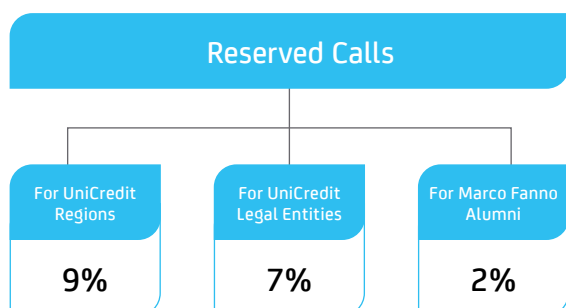 Reserved Calls
For UniCredit
Regions
9%
For UniCredit
Legal Entities
7%
For Marco Fanno
Alumni
2%